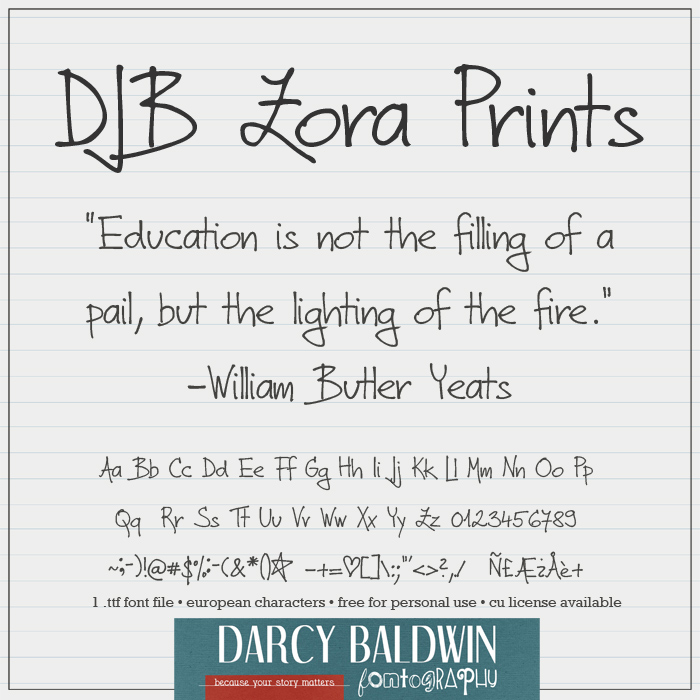 DJB Zora Prints
"Education is not the filling of a
pail, but the lighting of the fire."
-William Butler Yeats
Aa Bb Cc Dd Ee Ff Gg Hh Ii Jj Kk Ll Mm Nn Oo Pp
Qq Rr Ss Tf Uu Vv Ww Xx Yy Zz 0123456789
~;-)!@#$%:-(&*()☆ -+=♡[]\:;"'<>?,./ ÑEÆżÅè+
1 .ttf font file • european characters • free for personal use • cu license available
DARCY BALDWIN
because your story matters fontography